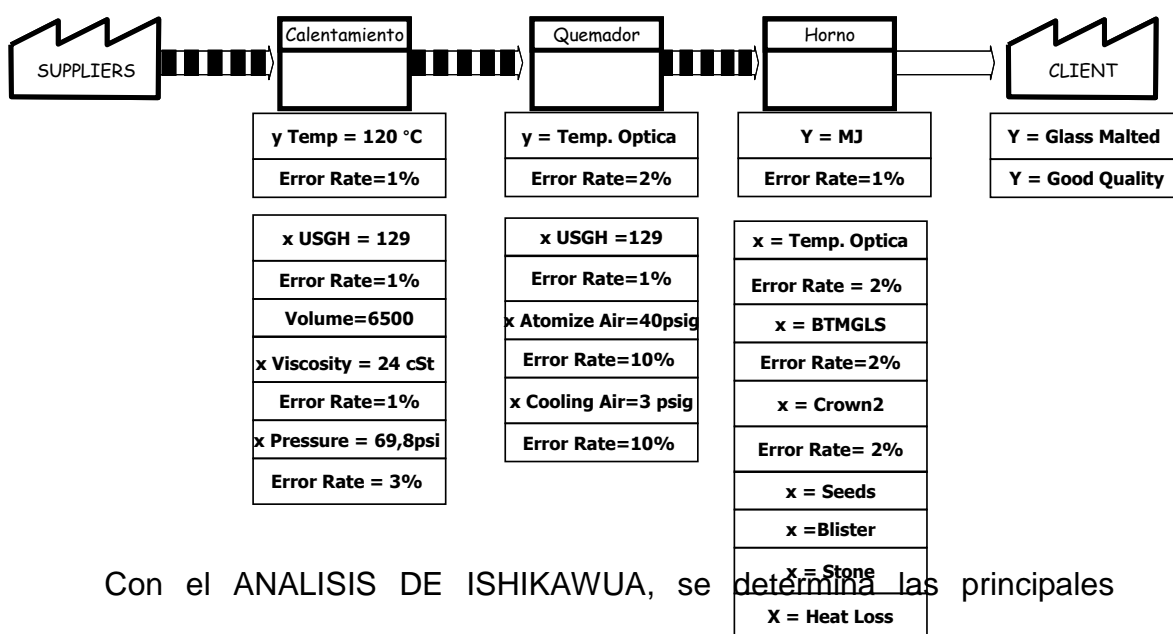 SUPPLIERS
Calentamiento
Quemador
Horno
CLIENT
y Temp = 120 °C
Error Rate=1%
x USGH = 129
Error Rate=1%
Volume=6500
x Viscosity = 24 cSt
Error Rate=1%
x Pressure = 69,8psi
Error Rate = 3%
y = Temp. Optica
Error Rate=2%
x USGH =129
Error Rate=1%
x Atomize Air=40psig
Error Rate=10%
x Cooling Air=3 psig
Error Rate=10%
Y = MJ
Error Rate=1%
x = Temp. Optica
Error Rate = 2%
x = BTMGLS
Error Rate=2%
x = Crown2
Error Rate= 2%
x = Seeds
x =Blister
x = Stone
X = Heat Loss
Y = Glass Malted
Y = Good Quality
Con el ANALISIS DE ISHIKAWUA, se determina las principales